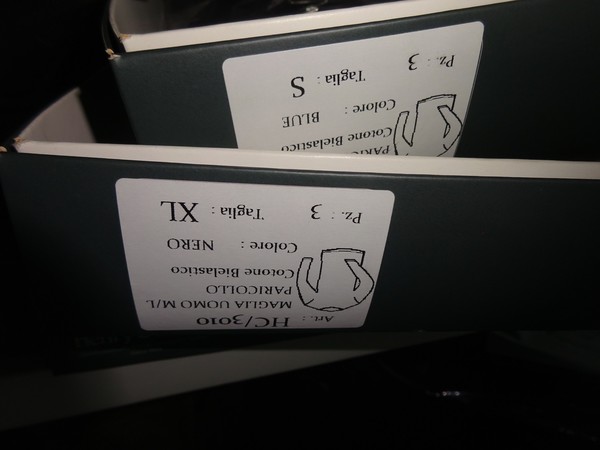 Art. : HC/3010
MAGLIA UOMO M/L
PARICOLLO
Cotone Bielastico
Colore : NERO
Pz. : 3 Taglia : XL
Cotone Bielastico
Colore : BLUE
Pz. : 3 Taglia : S